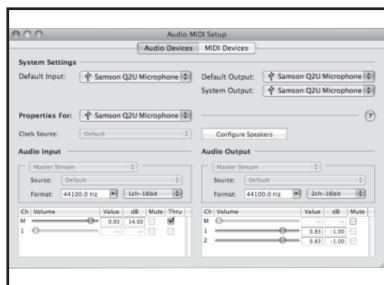 Audio MIDI Setup
Audio Devices MIDI Devices
System Settings
Default Input: Samson Q2U Microphone
Default Output: Samson Q2U Microphone
System Output: Samson Q2U Microphone
Properties For: Samson Q2U Microphone ?
Clock Source: Default
Configure Speakers
Audio Input
Master Stream
Source: Default
Format: 44100.0 Hz 1ch-16bit
Ch Volume Value dB Mute Thru
M 0.93 14.00
1 -- --
Audio Output
Master Stream
Source: Default
Format: 44100.0 Hz 2ch-16bit
Ch Volume Value dB Mute
M -- --
1 0.83 -1.00
2 0.83 -1.00